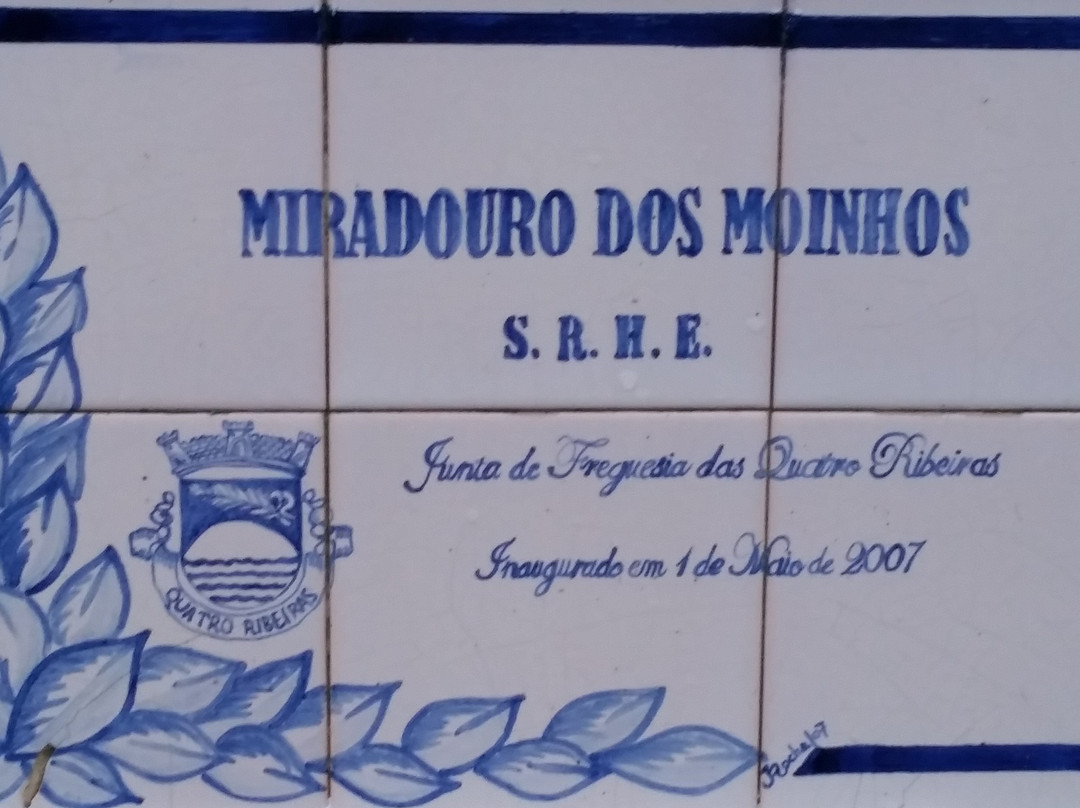 MIRADOURO DOS MOINHOS
S. R. H. E.
Junta de Freguesia das Quatro Ribeiras
Inaugurado em 1 de Maio de 2007
QUATRO RIBEIRAS